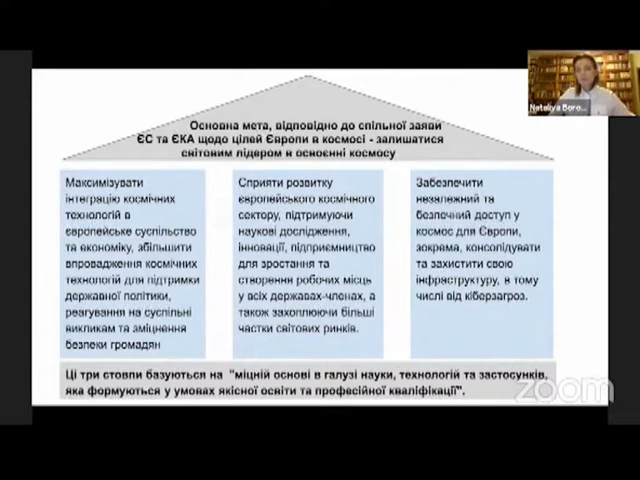 Nataliya Boro...
Основна мета, відповідно до спільної заяви
ЄС та ЄКА щодо цілей Європи в космосі - залишатися
світовим лідером в освоєнні космосу
Максимізувати
інтеграцію космічних
технологій в
європейське суспільство
та економіку, збільшити
впровадження космічних
технологій для підтримки
державної політики,
реагування на суспільні
викликам та зміцнення
безпеки громадян
Сприяти розвитку
європейського космічного
сектору, підтримуючи
наукові дослідження,
інновації, підприємництво
для зростання та
створення робочих місць
у всіх державах-членах, а
також захоплюючи більші
частки світових ринків.
Забезпечити
незалежний та
безпечний доступ у
космос для Європи,
зокрема, консолідувати
та захистити свою
інфраструктуру, в тому
числі від кіберзагроз.
Ці три стовпи базуються на "міцній основі в галузі науки, технологій та застосунків,
яка формуються у умовах якісної освіти та професійної кваліфікації".
zoom